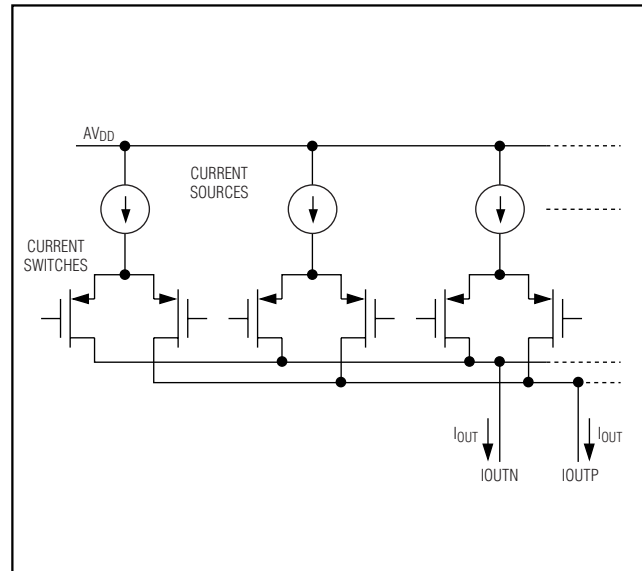 AVDD
CURRENT
SOURCES
CURRENT
SWITCHES
IOUT
IOUT
IOUTN
IOUTP